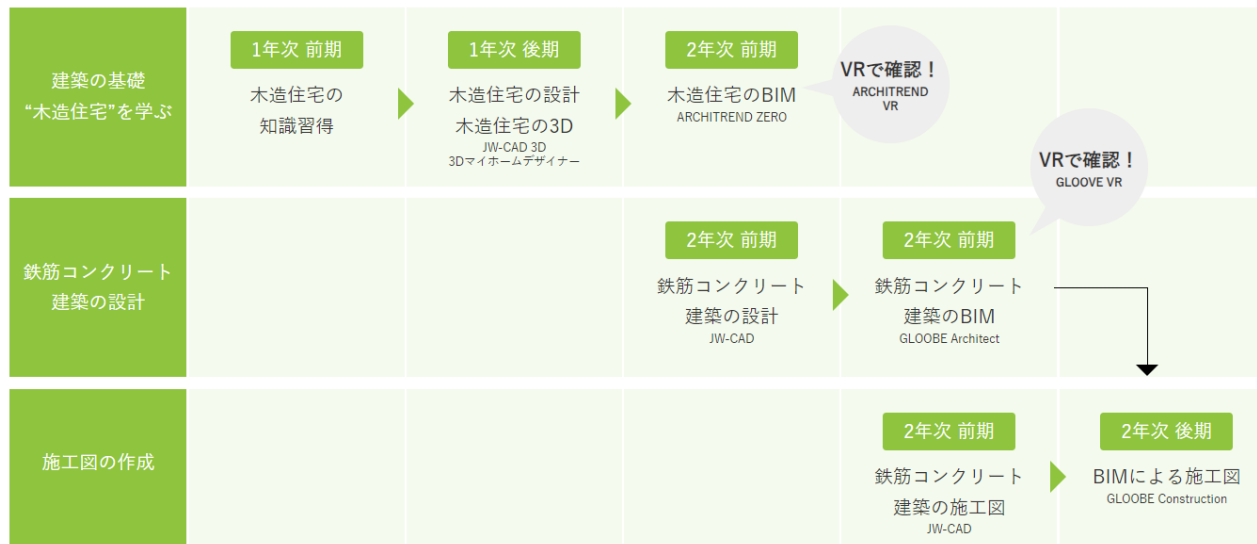 建築の基礎
“木造住宅”を学ぶ
1年次 前期
木造住宅の
知識習得
1年次 後期
木造住宅の設計
木造住宅の3D
JW-CAD 3D
3Dマイホームデザイナー
2年次 前期
木造住宅のBIM
ARCHITREND ZERO
VRで確認！
ARCHITREND
VR
VRで確認！
GLOOVE VR
鉄筋コンクリート
建築の設計
2年次 前期
鉄筋コンクリート
建築の設計
JW-CAD
2年次 前期
鉄筋コンクリート
建築のBIM
GLOOBE Architect
施工図の作成
2年次 前期
鉄筋コンクリート
建築の施工図
JW-CAD
2年次 後期
BIMによる施工図
GLOOBE Construction